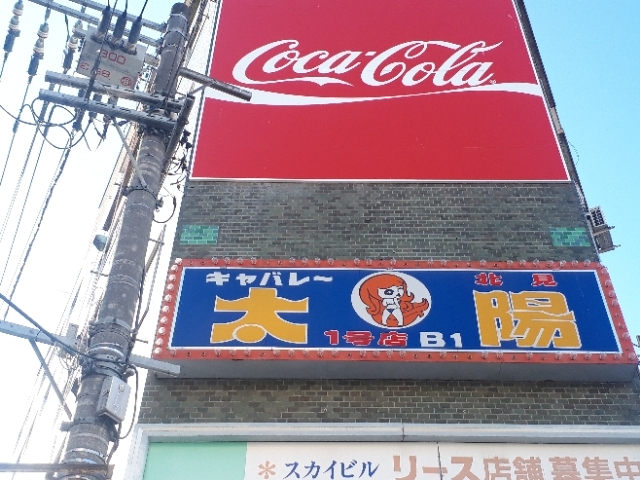 300
Coca-Cola
キャバレー 北見
太陽
1号店 B1
＊スカイビル リース店舗募集中